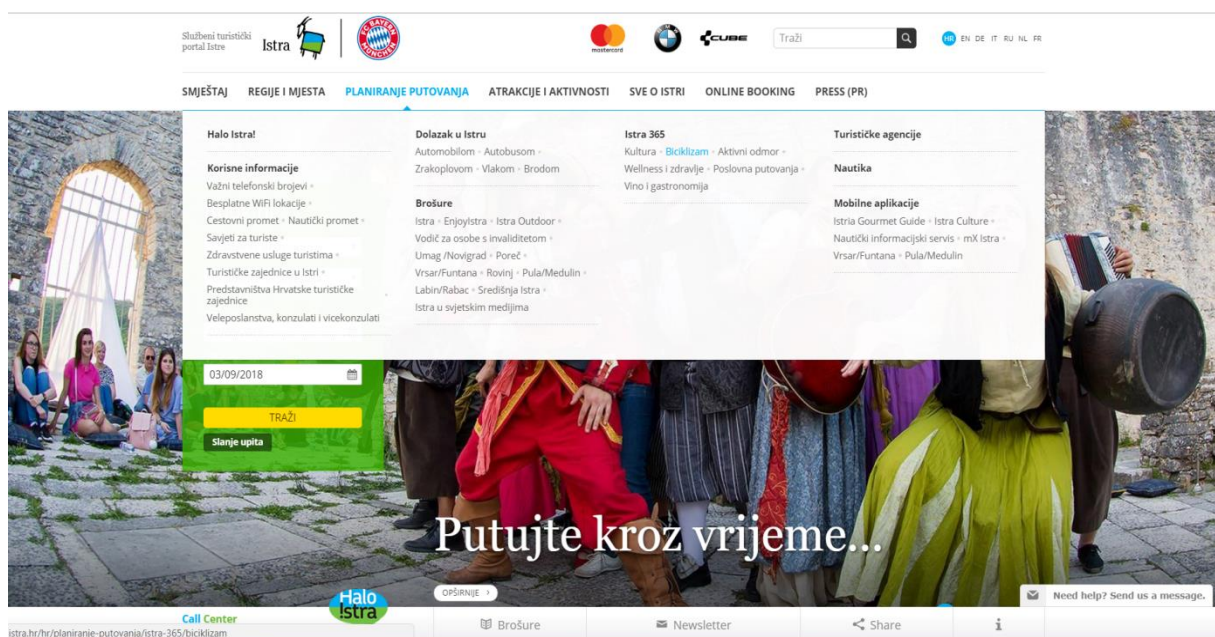 Službeni turistički
portal Istre
Istra
FC BAYERN
MÜNCHEN
mastercard
BMW
CUBE
Traži
HR EN DE IT RU NL FR
SMJEŠTAJ REGIJE I MJESTA PLANIRANJE PUTOVANJA ATRAKCIJE I AKTIVNOSTI SVE O ISTRI ONLINE BOOKING PRESS (PR)
Halo Istra!
Korisne informacije
Važni telefonski brojevi
Besplatne WiFi lokacije
Cestovni promet Nautički promet
Savjeti za turiste
Zdravstvene usluge turistima
Turističke zajednice u Istri
Predstavništva Hrvatske turističke
zajednice
Veleposlanstva, konzulati i vicekonzulati
Dolazak u Istru
Automobilom Autobusom
Zrakoplovom Vlakom Brodom
Brošure
Istra EnjoyIstra Istra Outdoor
Vodič za osobe s invaliditetom
Umag /Novigrad Poreč
Vrsar/Funtana Rovinj Pula/Medulin
Labin/Rabac Središnja Istra
Istra u svjetskim medijima
Istra 365
Kultura Biciklizam Aktivni odmor
Wellness i zdravlje Poslovna putovanja
Vino i gastronomija
Turističke agencije
Nautika
Mobilne aplikacije
Istria Gourmet Guide Istra Culture
Nautički informacijski servis mX Istra
Vrsar/Funtana Pula/Medulin
03/09/2018
TRAŽI
Slanje upita
Putujte kroz vrijeme...
OPŠIRNIJE
Need help? Send us a message.
Call Center
Halo
Istra
Brošure
Newsletter
Share
i
istra.hr/hr/planiranje-putovanja/istra-365/biciklizam